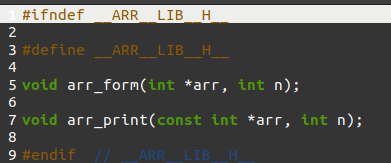 1 #ifndef __ARR__LIB__H__
2
3 #define __ARR__LIB__H__
4
5 void arr_form(int *arr, int n);
6
7 void arr_print(const int *arr, int n);
8
9 #endif  // __ARR__LIB__H__